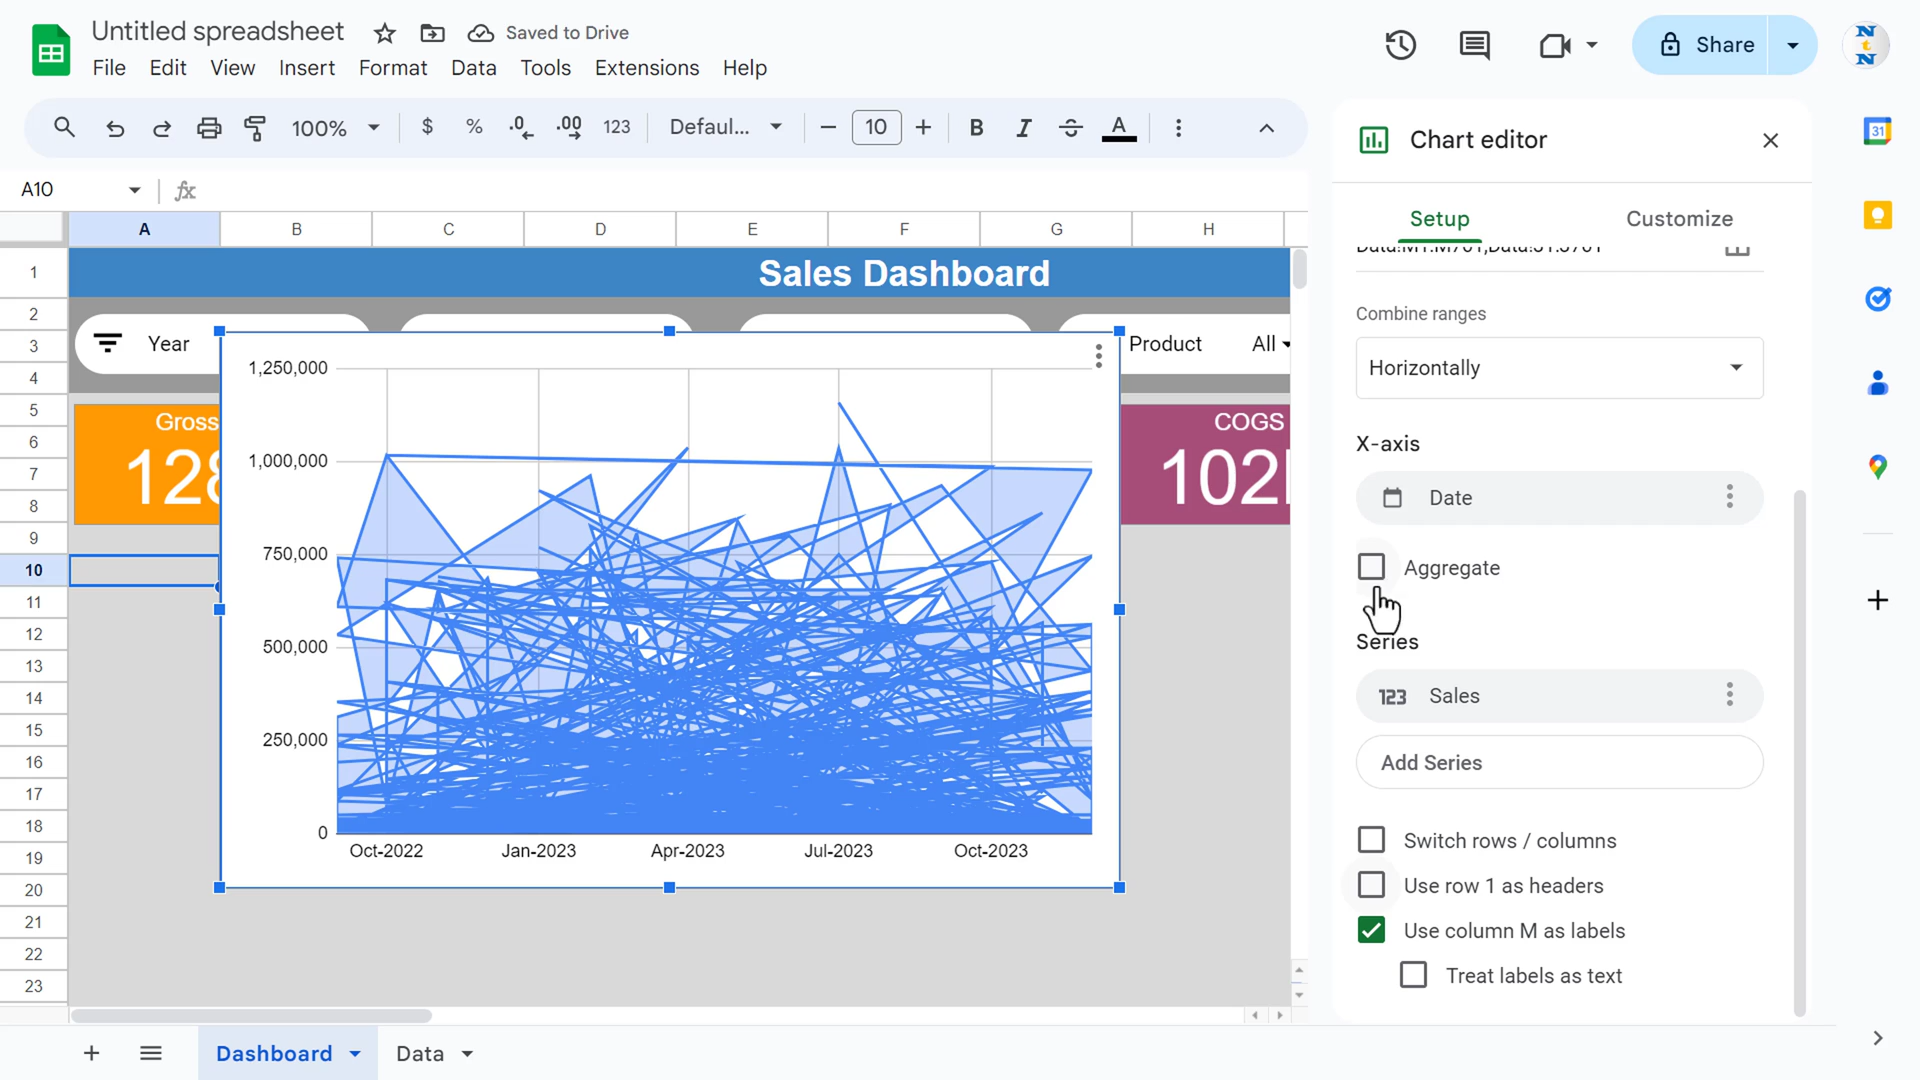 Untitled spreadsheet
Saved to Drive
File Edit View Insert Format Data Tools Extensions Help
Share
N
t
N
100%
$ % .0 .00 123 Defaul... 10 B I S A
A10
fx
A B C D E F G H
1
2
3
4
5
6
7
8
9
10
11
12
13
14
15
16
17
18
19
20
21
22
23
Sales Dashboard
Year
Product All
Gross
128
COGS
102
1,250,000
1,000,000
750,000
500,000
250,000
0
Oct-2022 Jan-2023 Apr-2023 Jul-2023 Oct-2023
Chart editor
Setup Customize
Combine ranges
Horizontally
X-axis
Date
Aggregate
Series
123 Sales
Add Series
Switch rows / columns
Use row 1 as headers
Use column M as labels
Treat labels as text
31
Dashboard Data